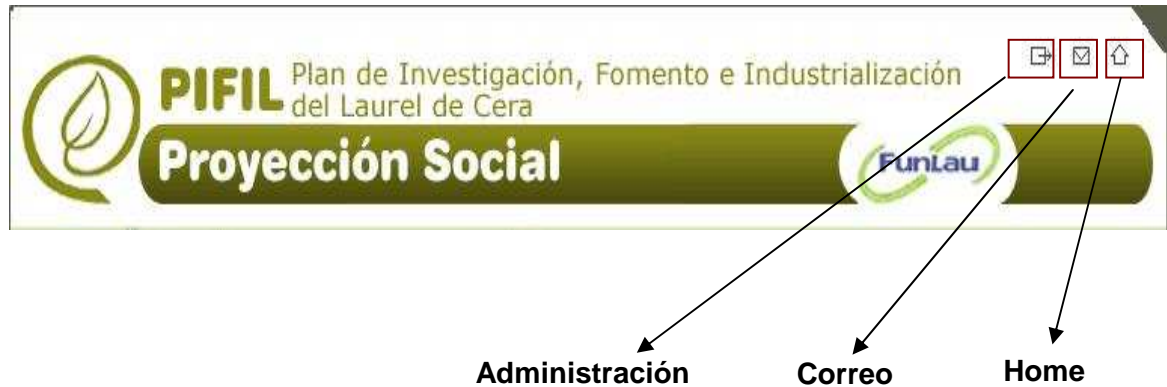 PIFIL Plan de Investigación, Fomento e Industrialización
del Laurel de Cera
Proyección Social
FunLau
Administración Correo Home